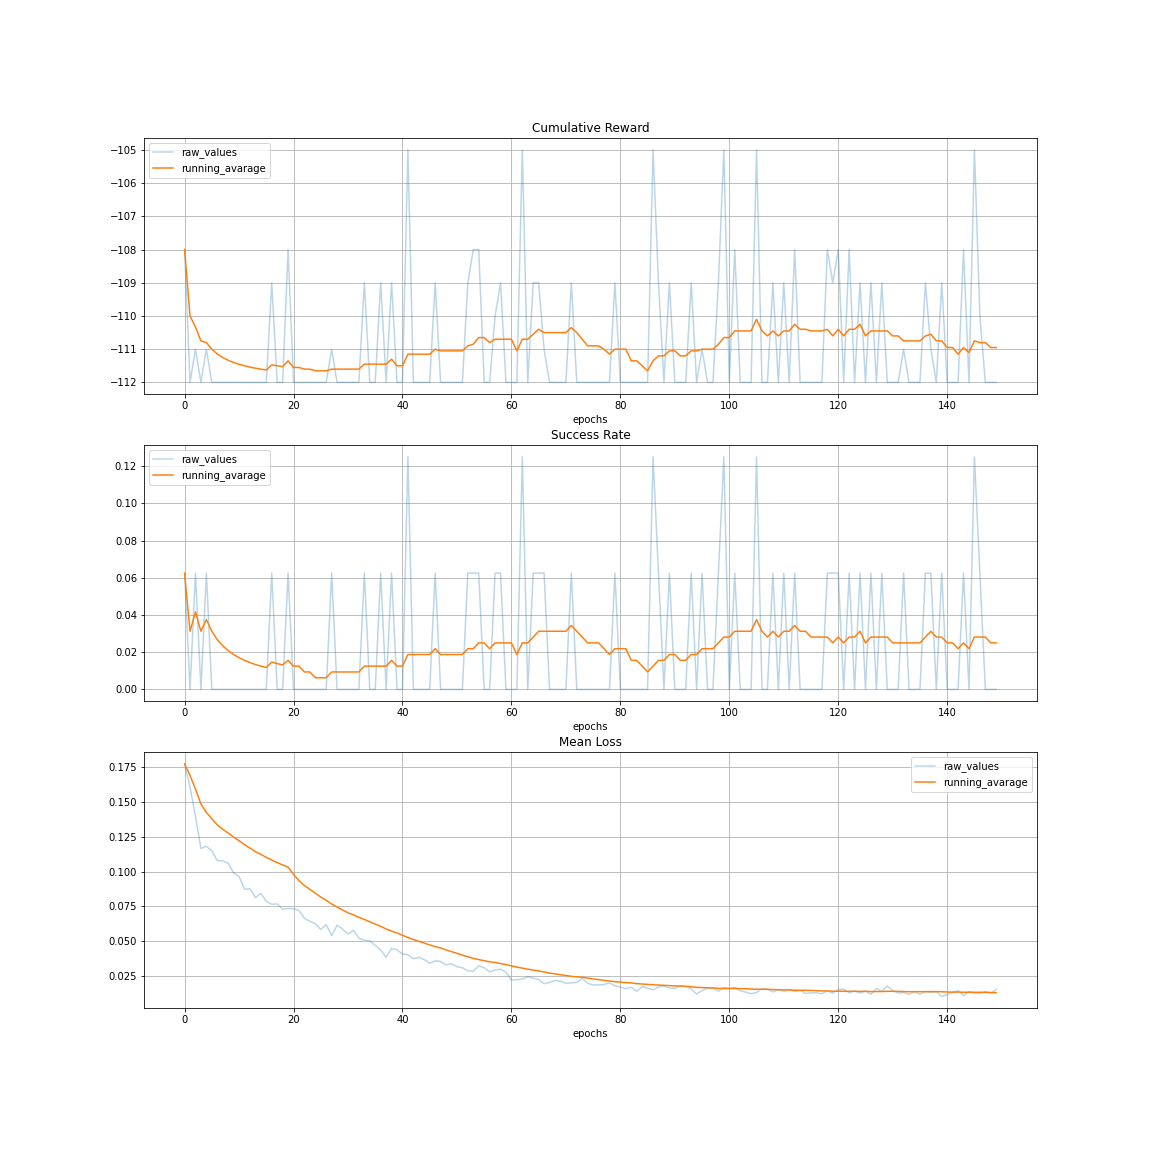 Cumulative Reward
raw_values
running_avarage
−105
−106
−107
−108
−109
−110
−111
−112
0 20 40 60 80 100 120 140
epochs
Success Rate
raw_values
running_avarage
0.12
0.10
0.08
0.06
0.04
0.02
0.00
0 20 40 60 80 100 120 140
epochs
Mean Loss
raw_values
running_avarage
0.175
0.150
0.125
0.100
0.075
0.050
0.025
0 20 40 60 80 100 120 140
epochs